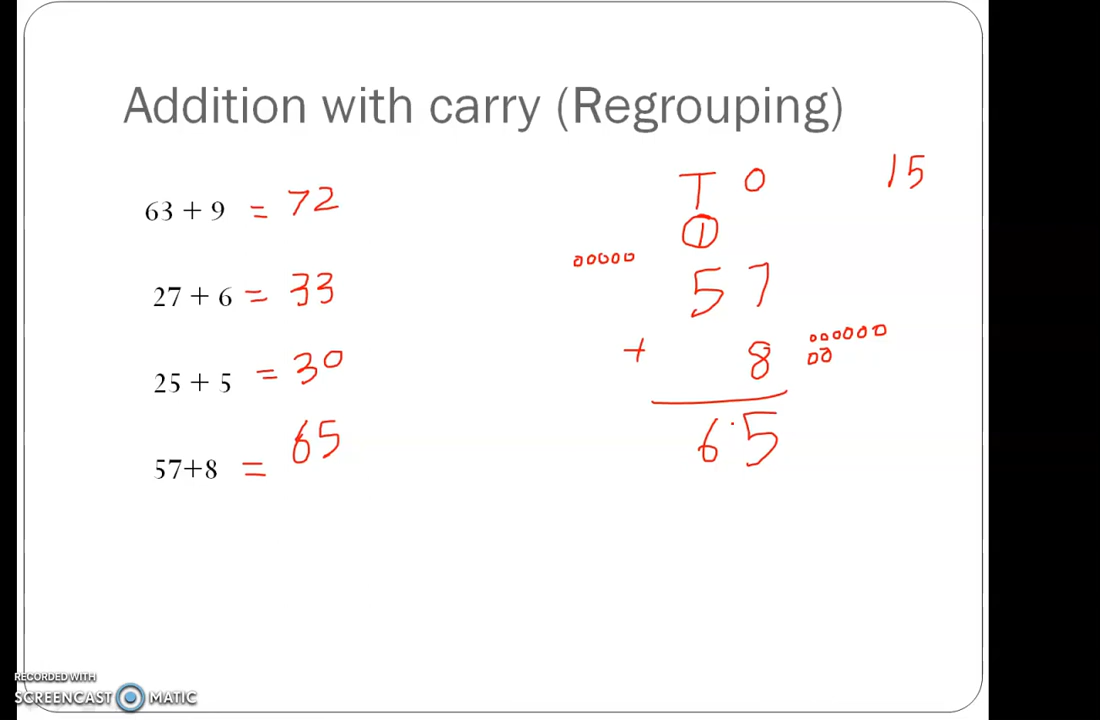 Addition with carry (Regrouping)
63 + 9 = 72
27 + 6 = 33
25 + 5 = 30
57+8 = 65
T O
15
1
57
+ 8
65
RECORDED WITH
SCREENCAST MATIC